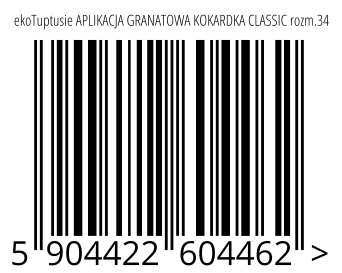 ekoTuptusie APLIKACJA GRANATOWA KOKARDKA CLASSIC rozm.34
5 904422 604462 >